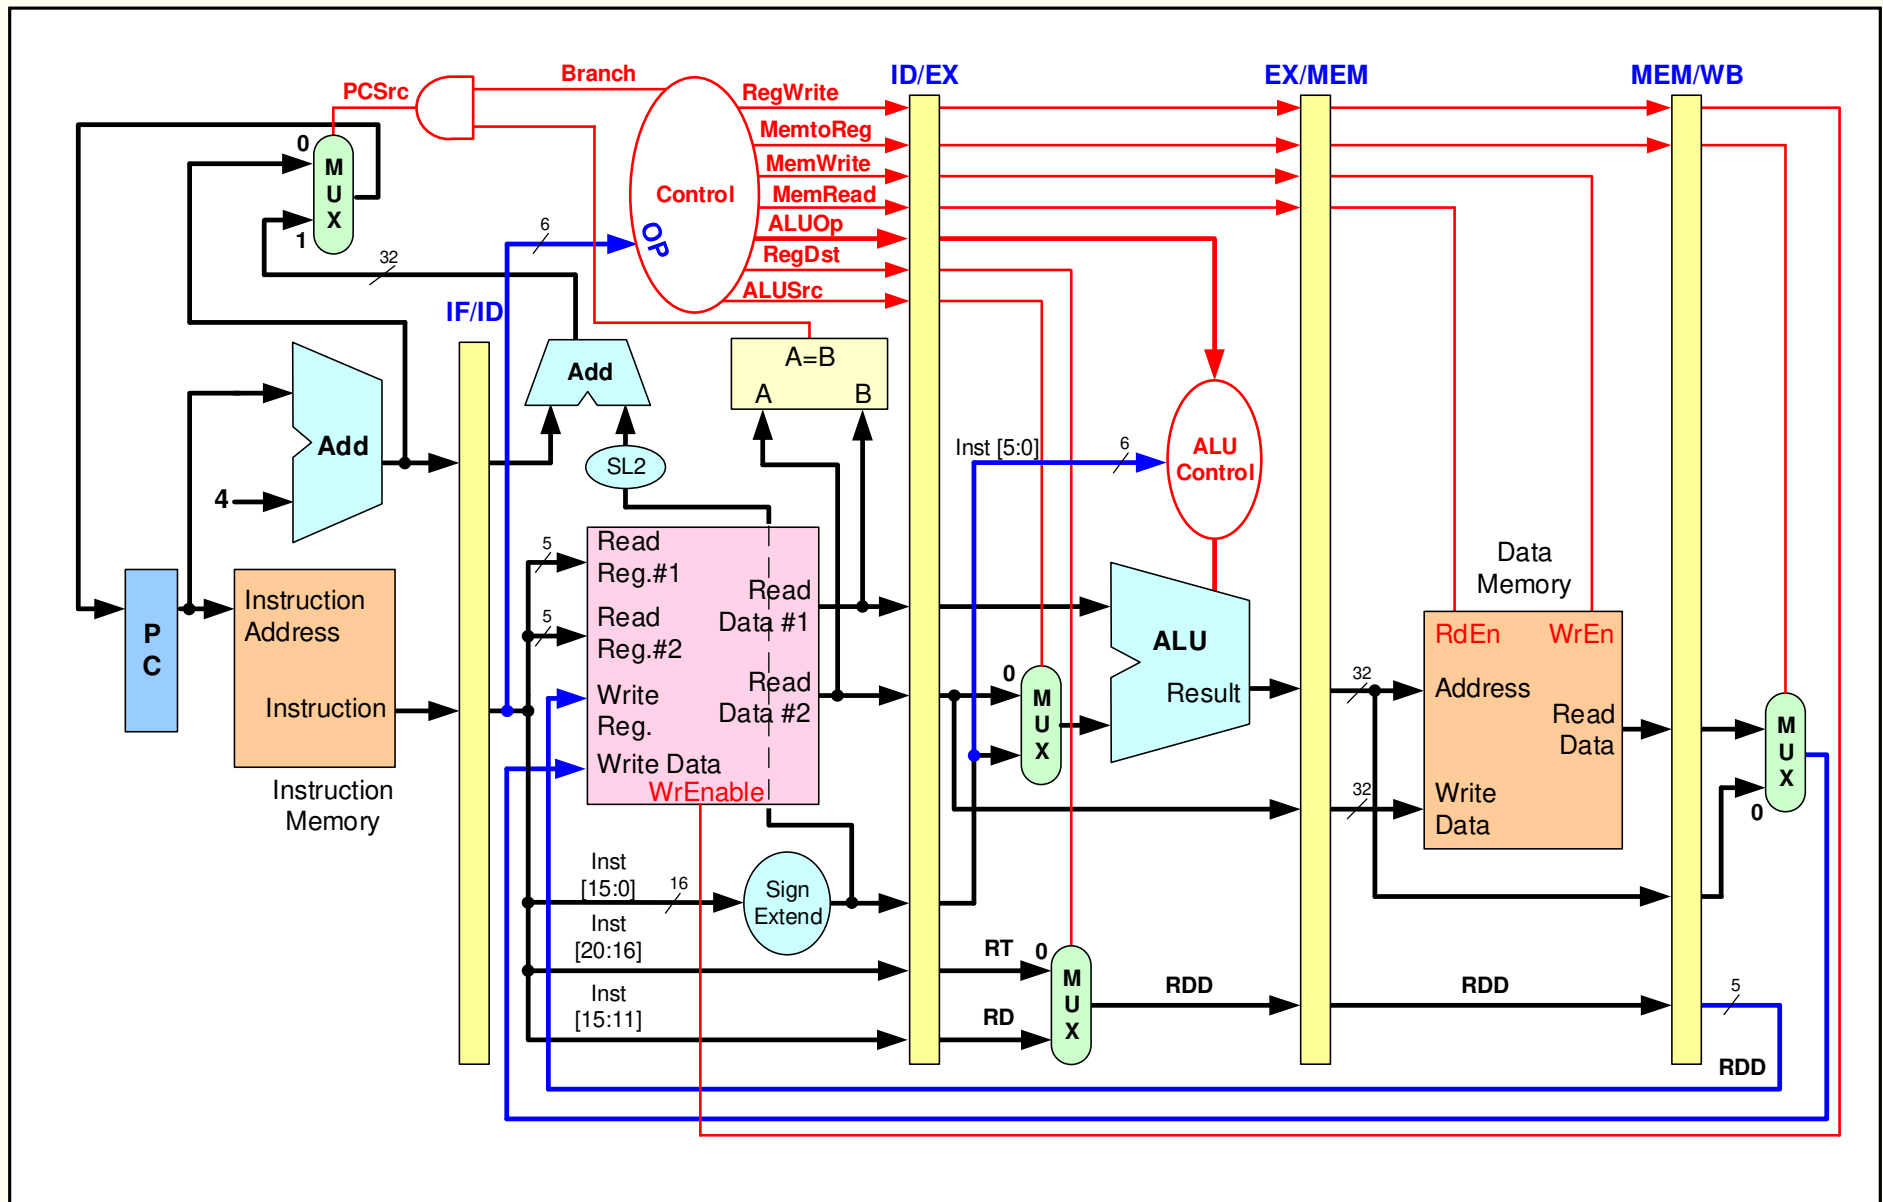 ID/EX
EX/MEM
MEM/WB
Branch
PCSrc
RegWrite
MemtoReg
MemWrite
MemRead
ALUOp
RegDst
ALUSrc
Control
OP
6
0
M
U
X
1
32
IF/ID
Add
A=B
A
B
Add
4
SL2
Inst [5:0]
6
ALU
Control
P
C
Instruction
Address
Instruction
Instruction
Memory
5
Read
Reg.#1
5
Read
Reg.#2
Write
Reg.
Write Data
WrEnable
Read
Data #1
Read
Data #2
0
M
U
X
ALU
Result
Data
Memory
RdEn
WrEn
32
Address
Read
Data
32
Write
Data
M
U
X
0
Inst
[15:0]
16
Sign
Extend
Inst
[20:16]
Inst
[15:11]
RT
0
RD
M
U
X
RDD
RDD
5
RDD